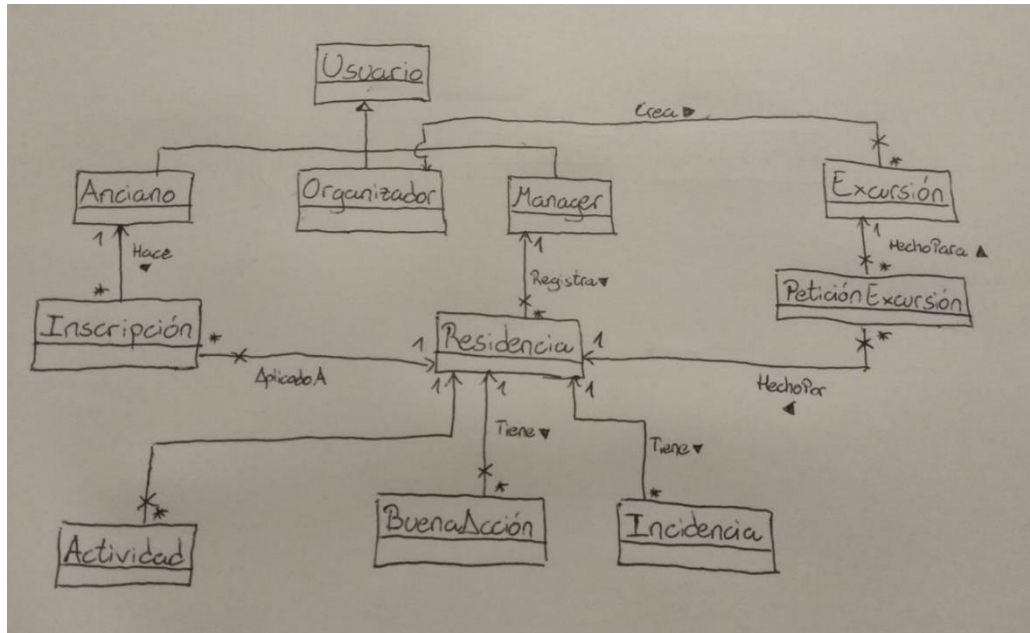 Usuario
Crea ▶
Anciano
Organizador
Manager
*
Excursión
1
Hace
▼
1
Registra ▼
1
HechoPara ▲
*
*
*
*
Inscripción
*
PeticiónExcursión
*
1
Residencia
1
AplicadoA
HechoPor
◀
1
1
1
Tiene ▼
Tiene ▼
*
*
*
Actividad
BuenaAcción
Incidencia